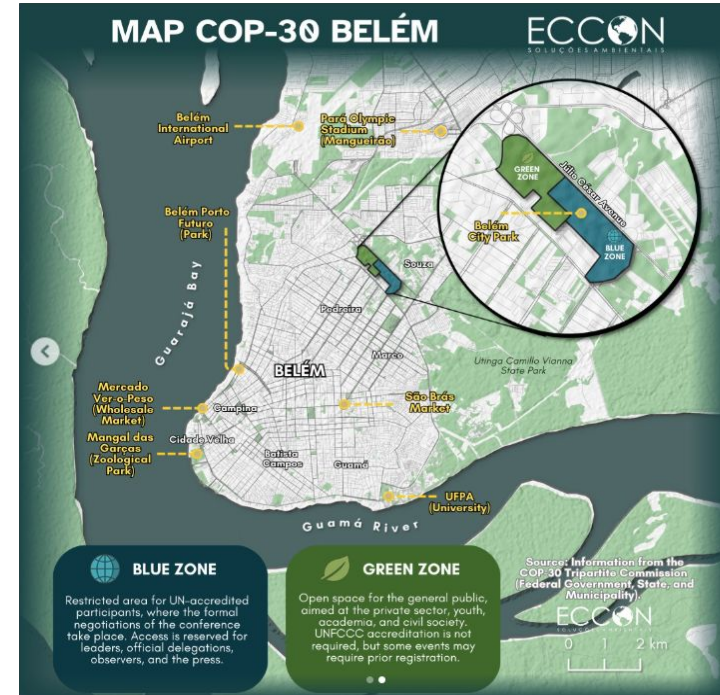 MAP COP-30 BELÉM
ECCON
SOLUÇÕES AMBIENTAIS
Belém
International
Airport
Pará Olympic
Stadium
(Mangueirão)
GREEN
ZONE
Júlio César Avenue
Belém
City Park
BLUE
ZONE
Belém Porto
Futuro
(Park)
Souza
Guarajá Bay
Pedreira
Marco
Utinga Camillo Vianna
State Park
BELÉM
Mercado
Ver-o-Peso
(Wholesale
Market)
Campina
São Brás
Market
Mangal das
Garças
(Zoological
Park)
Cidade Velha
Batista
Campos
Guamá
UFPA
(University)
Guamá River
BLUE ZONE
Restricted area for UN-accredited
participants, where the formal
negotiations of the conference
take place. Access is reserved for
leaders, official delegations,
observers, and the press.
GREEN ZONE
Open space for the general public,
aimed at the private sector, youth,
academia, and civil society.
UNFCCC accreditation is not
required, but some events may
require prior registration.
Source: Information from the
COP-30 Tripartite Commission
(Federal Government, State, and
Municipality).
ECCON
SOLUÇÕES AMBIENTAIS
0 1 2 km